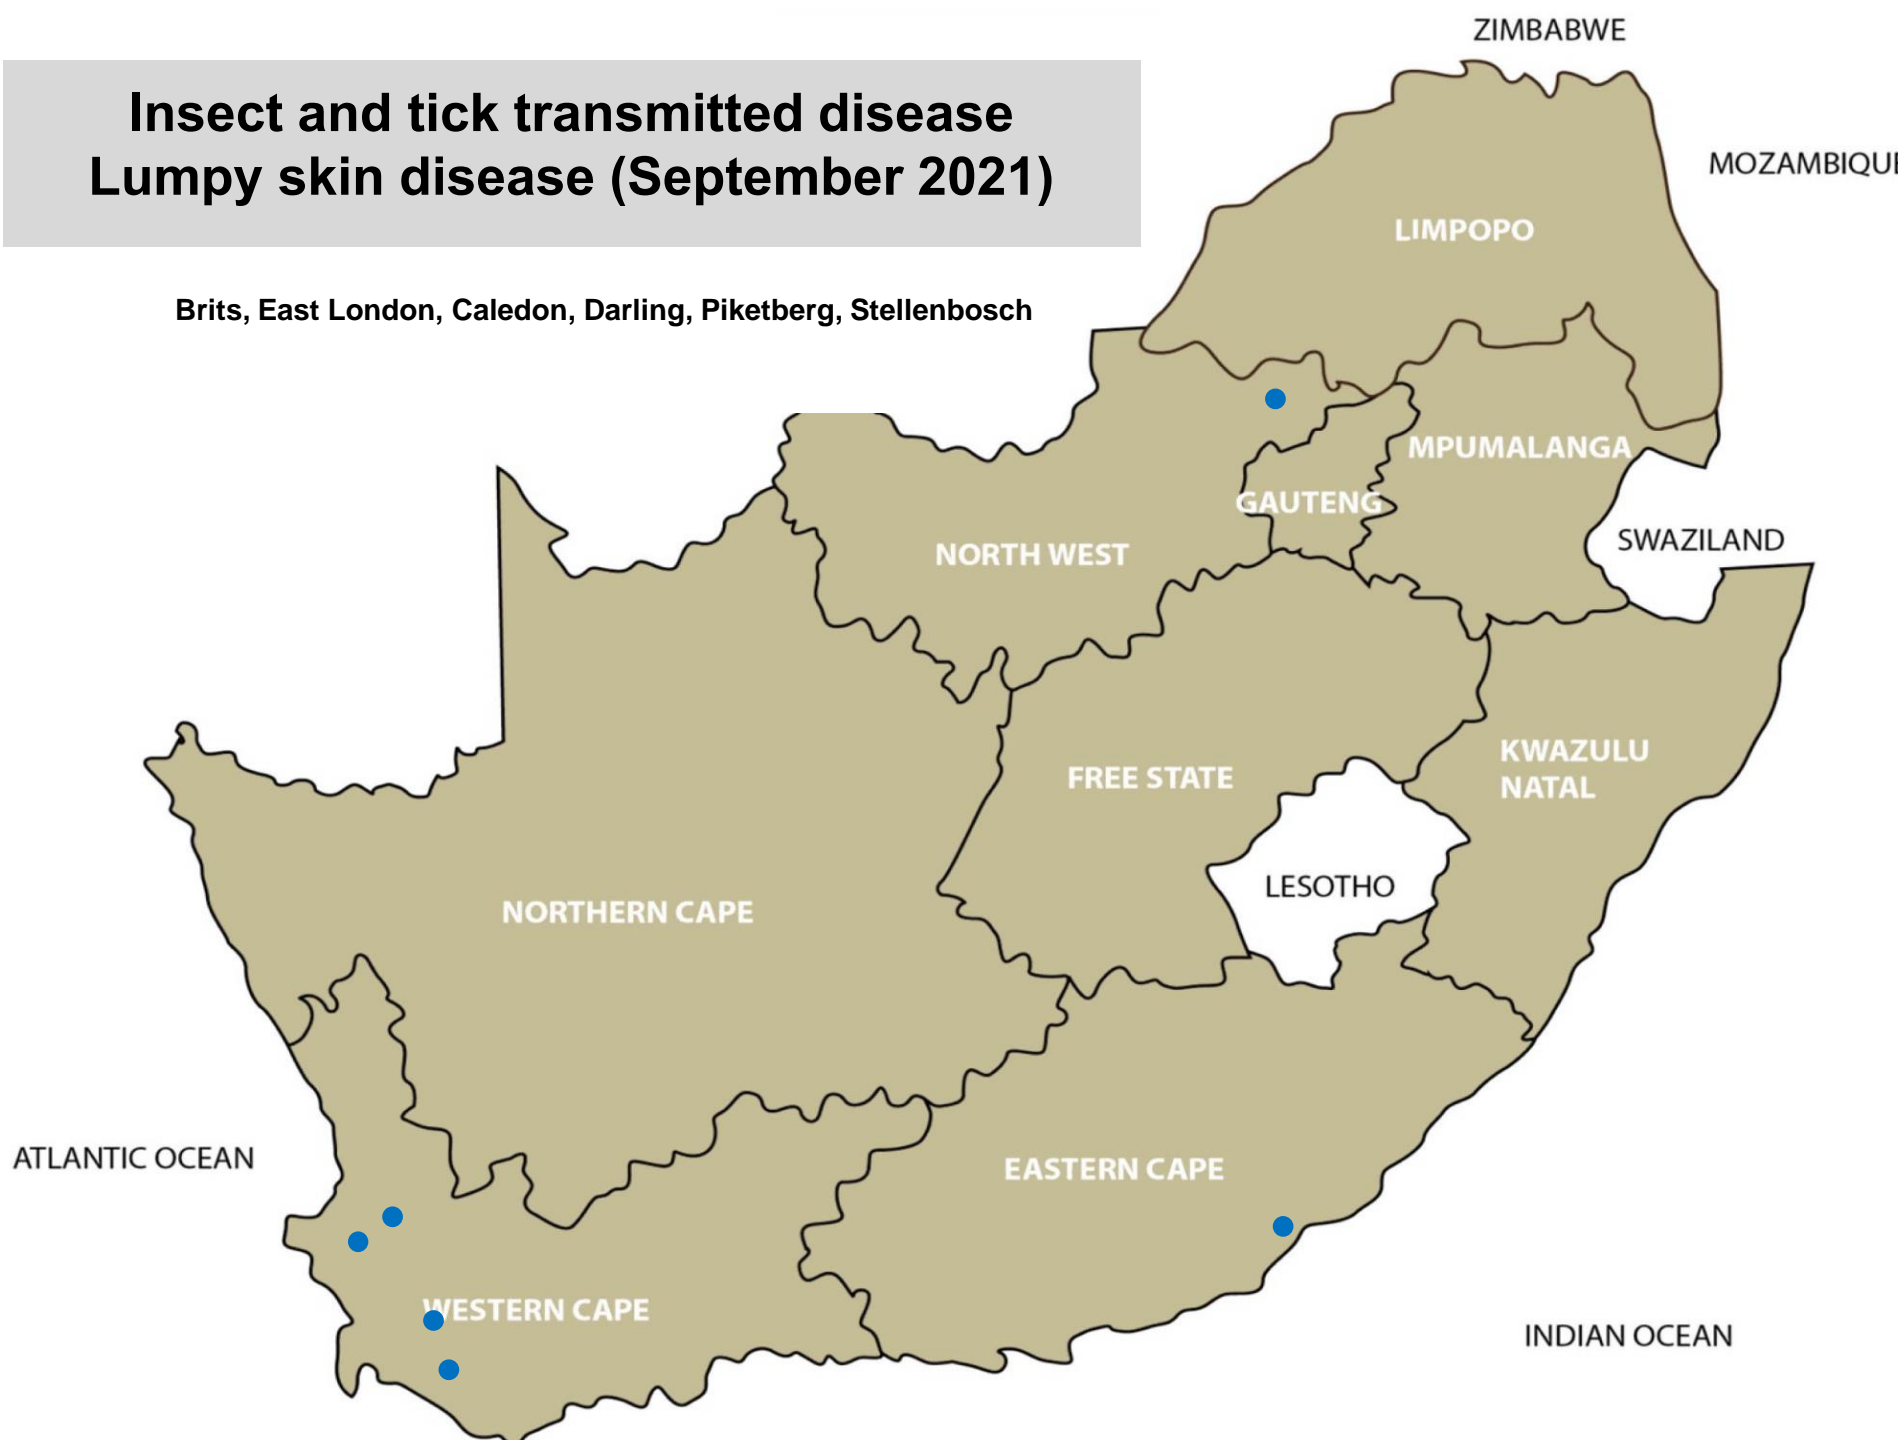 ZIMBABWE
Insect and tick transmitted disease
Lumpy skin disease (September 2021)
MOZAMBIQUE
LIMPOPO
Brits, East London, Caledon, Darling, Piketberg, Stellenbosch
MPUMALANGA
GAUTENG
SWAZILAND
NORTH WEST
KWAZULU
NATAL
FREE STATE
LESOTHO
NORTHERN CAPE
ATLANTIC OCEAN
EASTERN CAPE
WESTERN CAPE
INDIAN OCEAN